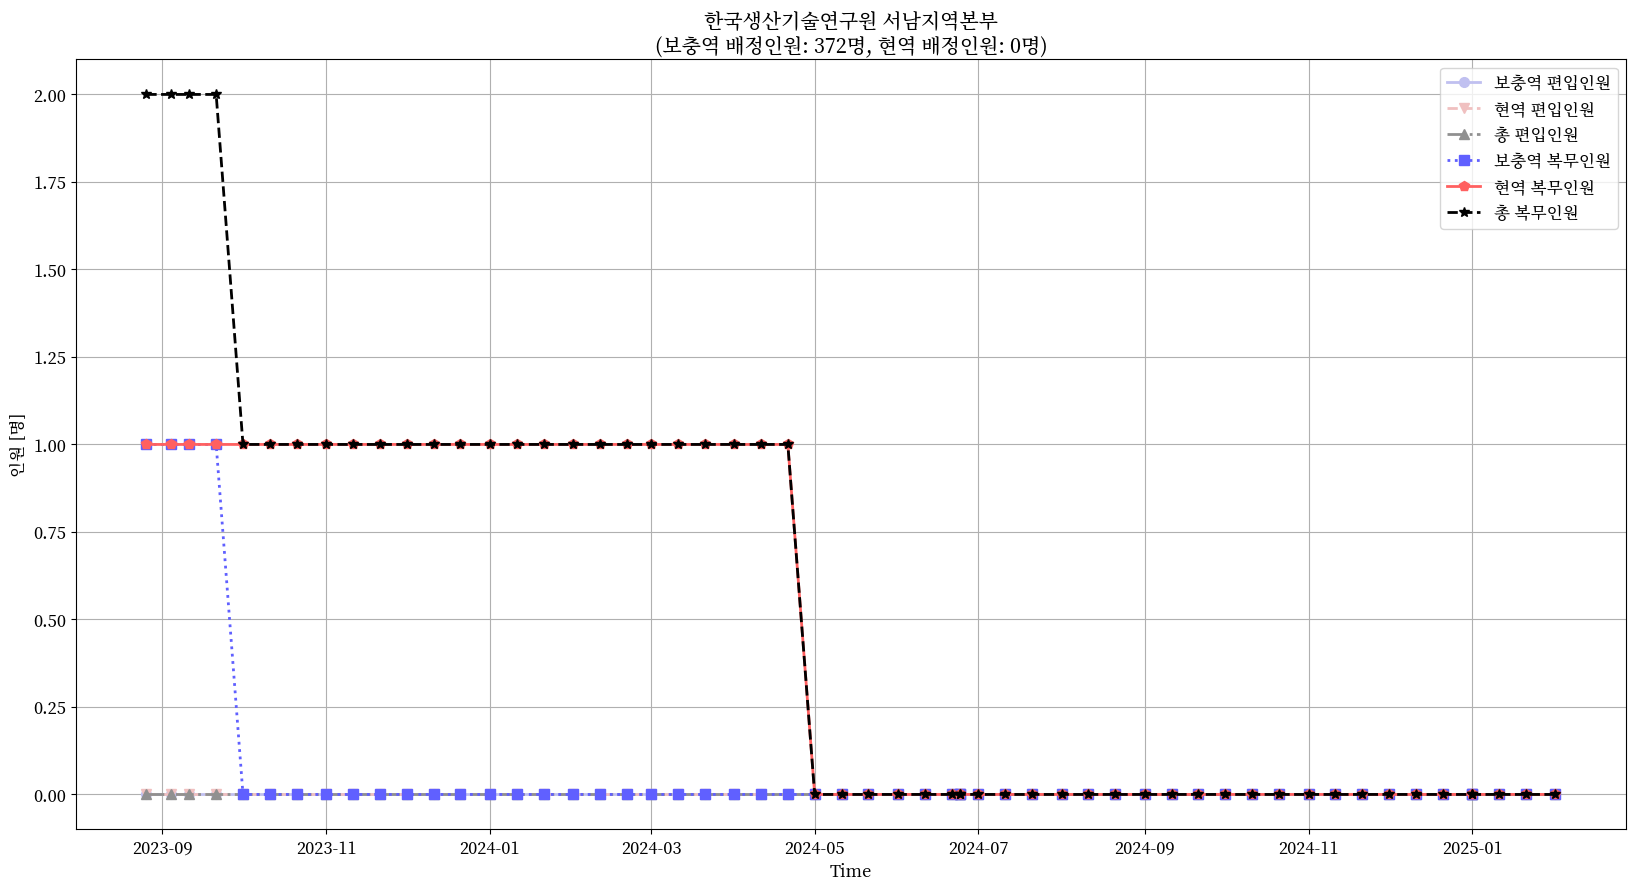 한국생산기술연구원 서남지역본부
(보충역 배정인원: 372명, 현역 배정인원: 0명)
보충역 편입인원
현역 편입인원
총 편입인원
보충역 복무인원
현역 복무인원
총 복무인원
인원 [명]
2.00
1.75
1.50
1.25
1.00
0.75
0.50
0.25
0.00
2023-09 2023-11 2024-01 2024-03 2024-05 2024-07 2024-09 2024-11 2025-01
Time